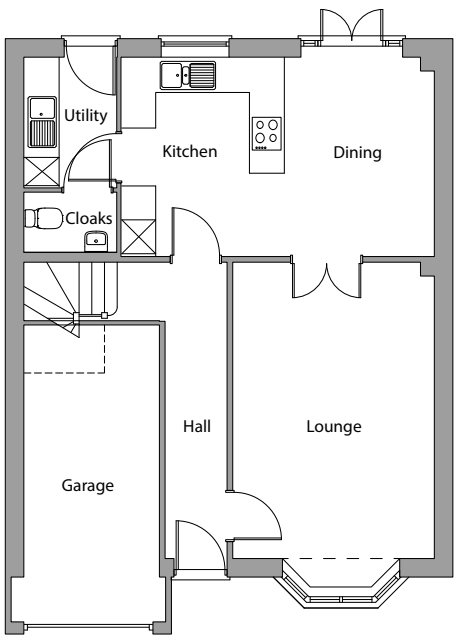 Utility
Kitchen
Dining
Cloaks
Hall
Lounge
Garage